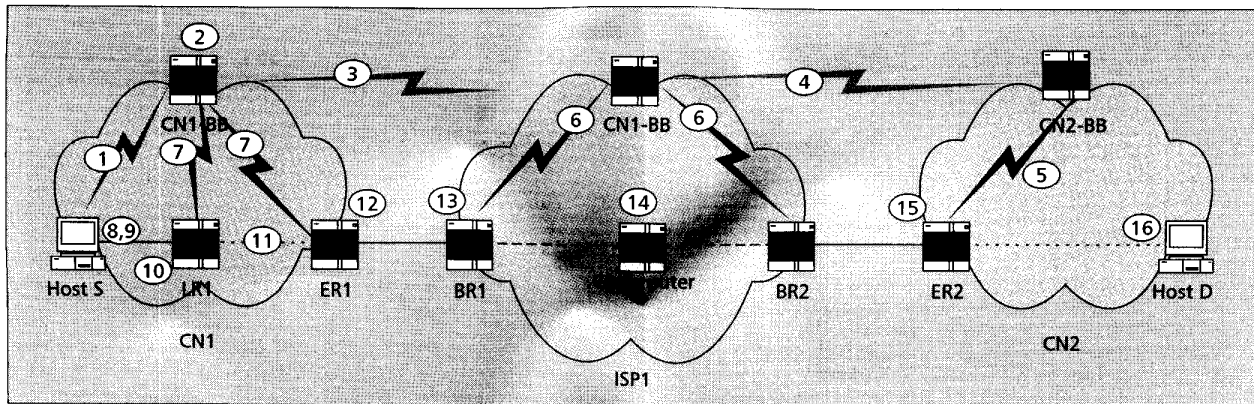 2
3
4
CN1-BB
CN1-BB
CN2-BB
1
7
7
6
6
5
8,9
10
11
12
13
14
15
16
Host S
LR1
ER1
BR1
BR2
ER2
Host D
CN1
ISP1
CN2